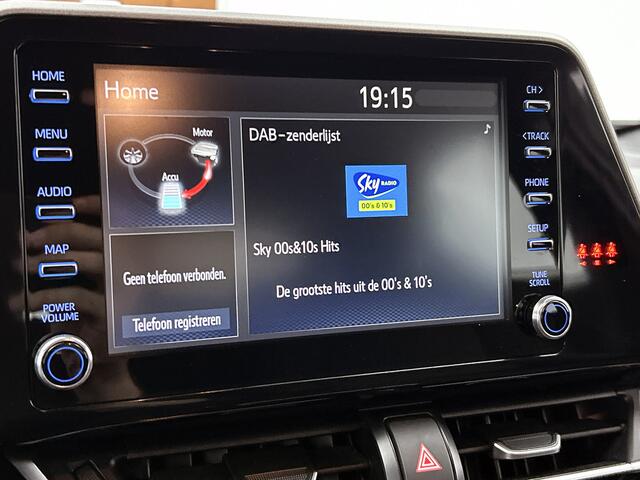 HOME
MENU
AUDIO
MAP
POWER
VOLUME
Home
19:15
Motor
Accu
Geen telefoon verbonden.
Telefoon registreren
DAB-zenderlijst
Sky RADIO
00's & 10's
Sky 00s&10s Hits
De grootste hits uit de 00's & 10's
CH >
< TRACK
PHONE
SETUP
TUNE
SCROLL